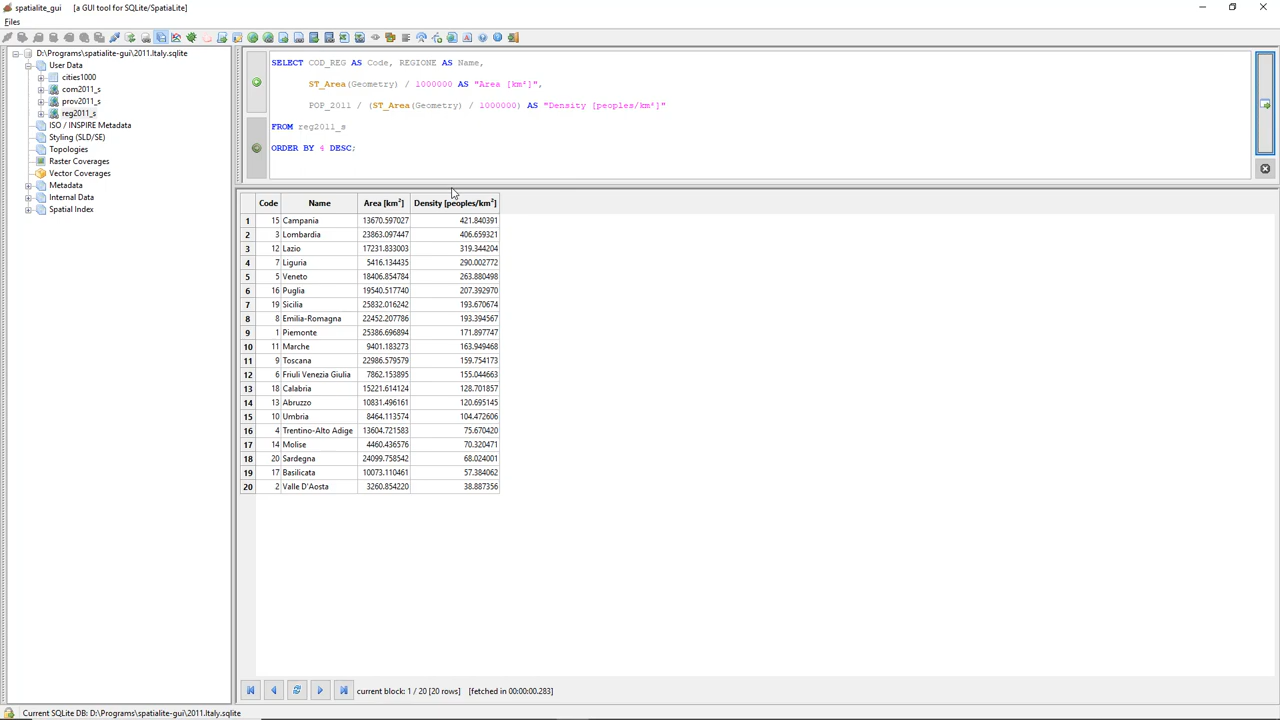 spatialite_gui [a GUI tool for SQLite/SpatiaLite]
Files
D:\Programs\spatialite-gui\2011.Italy.sqlite
User Data
cities1000
com2011_s
prov2011_s
reg2011_s
ISO / INSPIRE Metadata
Styling (SLD/SE)
Topologies
Raster Coverages
Vector Coverages
Metadata
Internal Data
Spatial Index
SELECT COD_REG AS Code, REGIONE AS Name,
ST_Area(Geometry) / 1000000 AS "Area [km²]",
POP_2011 / (ST_Area(Geometry) / 1000000) AS "Density [peoples/km²]"
FROM reg2011_s
ORDER BY 4 DESC;
Code Name Area [km²] Density [peoples/km²]
1 15 Campania 13670.597027 421.840391
2 3 Lombardia 23863.097447 406.659321
3 12 Lazio 17231.833003 319.344204
4 7 Liguria 5416.134435 290.002772
5 5 Veneto 18406.854784 263.880498
6 16 Puglia 19540.517740 207.392970
7 19 Sicilia 25832.016242 193.670674
8 8 Emilia-Romagna 22452.207786 193.394567
9 1 Piemonte 25386.696894 171.897747
10 11 Marche 9401.183273 163.949468
11 9 Toscana 22986.579579 159.754173
12 6 Friuli Venezia Giulia 7862.153895 155.044663
13 18 Calabria 15221.614124 128.701857
14 13 Abruzzo 10831.496161 120.695145
15 10 Umbria 8464.113574 104.472606
16 4 Trentino-Alto Adige 13604.721583 75.670420
17 14 Molise 4460.436576 70.320471
18 20 Sardegna 24099.758542 68.024001
19 17 Basilicata 10073.110461 57.384062
20 2 Valle D'Aosta 3260.854220 38.887356
current block: 1 / 20 [20 rows] [fetched in 00:00:00.283]
Current SQLite DB: D:\Programs\spatialite-gui\2011.Italy.sqlite